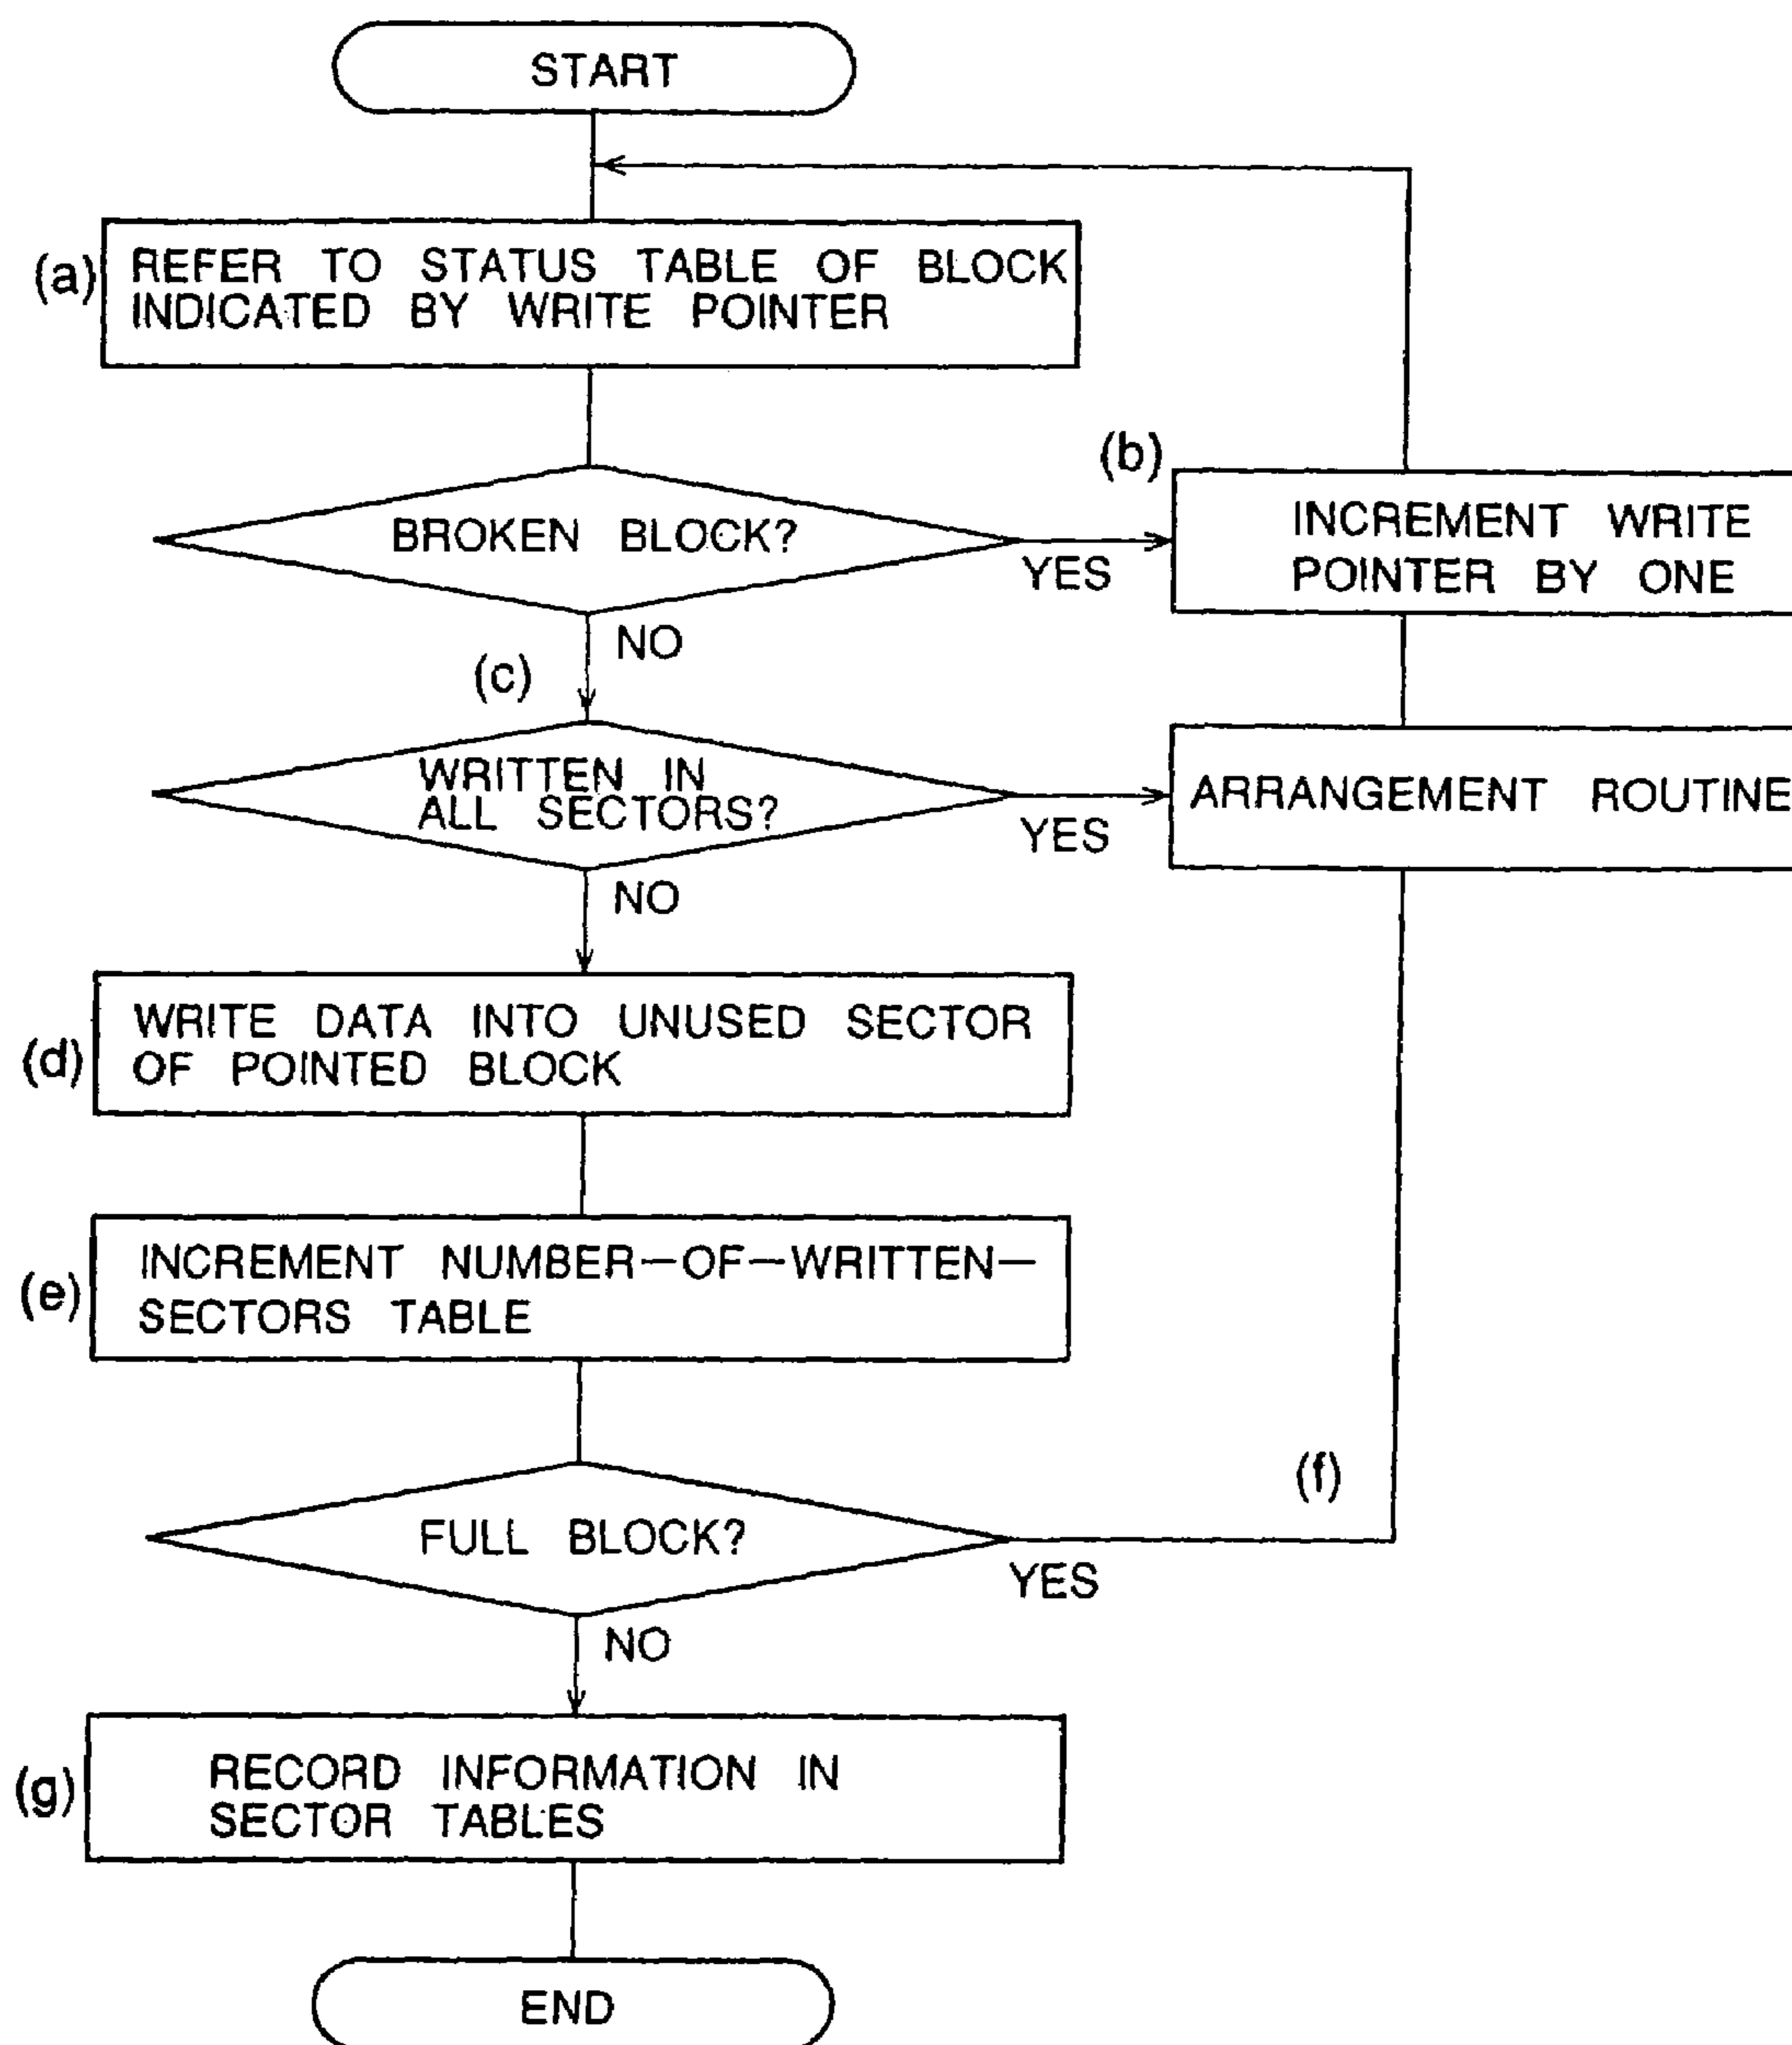 START
(a)
REFER TO STATUS TABLE OF BLOCK
INDICATED BY WRITE POINTER
BROKEN BLOCK?
YES
NO
(b)
INCREMENT WRITE
POINTER BY ONE
(c)
WRITTEN IN
ALL SECTORS?
YES
NO
ARRANGEMENT ROUTINE
(d)
WRITE DATA INTO UNUSED SECTOR
OF POINTED BLOCK
(e)
INCREMENT NUMBER—OF—WRITTEN—
SECTORS TABLE
(f)
FULL BLOCK?
YES
NO
(g)
RECORD INFORMATION IN
SECTOR TABLES
END